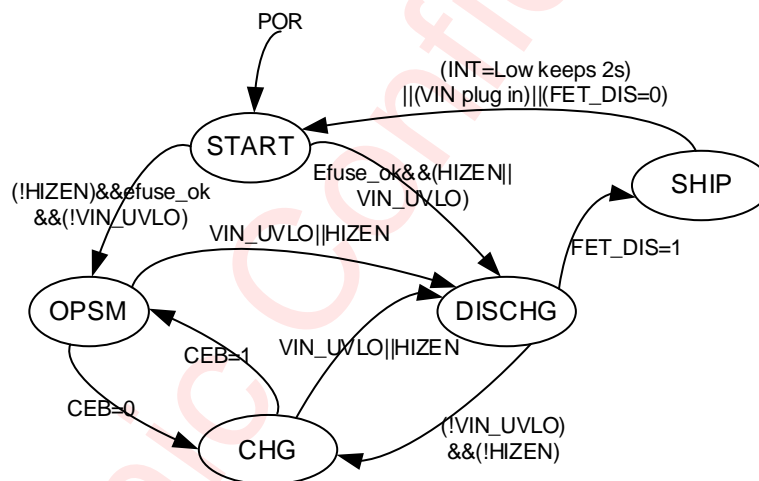 POR
(INT=Low keeps 2s)
||(VIN plug in)||(FET_DIS=0)
START
Efuse_ok&&(HIZEN||
VIN_UVLO)
SHIP
(!HIZEN)&&efuse_ok
&&(!VIN_UVLO)
VIN_UVLO||HIZEN
FET_DIS=1
OPSM
DISCHG
CEB=1
VIN_UVLO||HIZEN
CEB=0
(!VIN_UVLO)
&&(!HIZEN)
CHG